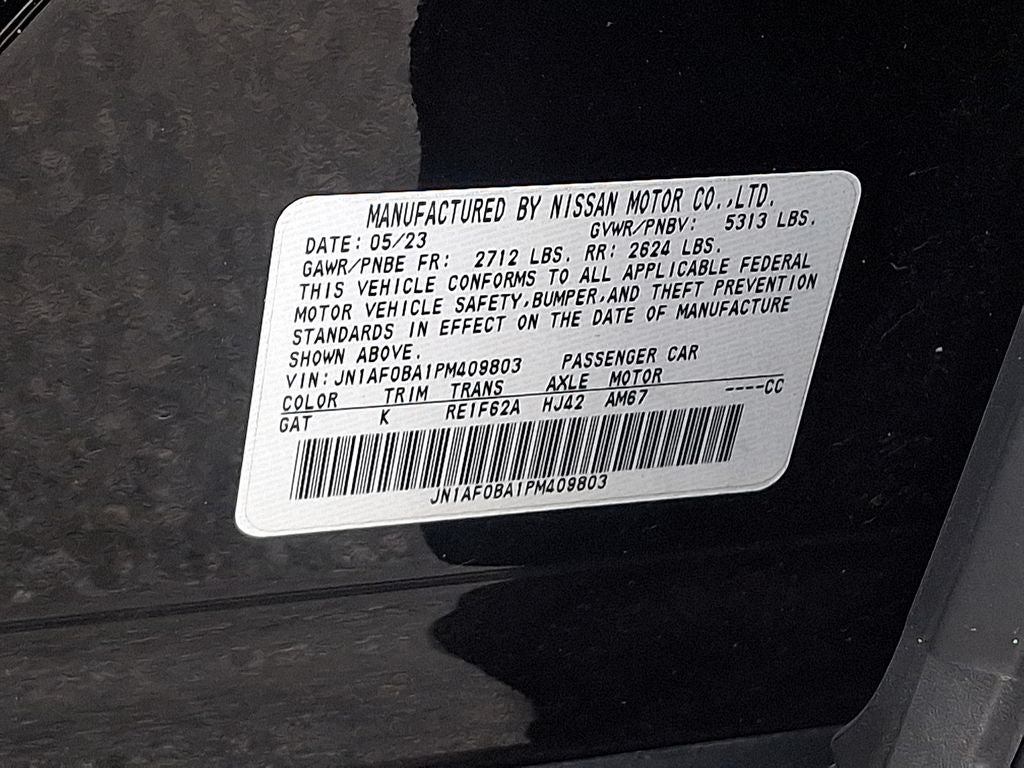 MANUFACTURED BY NISSAN MOTOR CO.,LTD.
DATE: 05/23 GVWR/PNBV: 5313 LBS.
GAWR/PNBE FR: 2712 LBS. RR: 2624 LBS.
THIS VEHICLE CONFORMS TO ALL APPLICABLE FEDERAL
MOTOR VEHICLE SAFETY,BUMPER,AND THEFT PREVENTION
STANDARDS IN EFFECT ON THE DATE OF MANUFACTURE
SHOWN ABOVE.
VIN: JN1AF0BA1PM409803 PASSENGER CAR
COLOR TRIM TRANS AXLE MOTOR
GAT K RE1F62A HJ42 AM67 ----CC
JN1AF0BA1PM409803